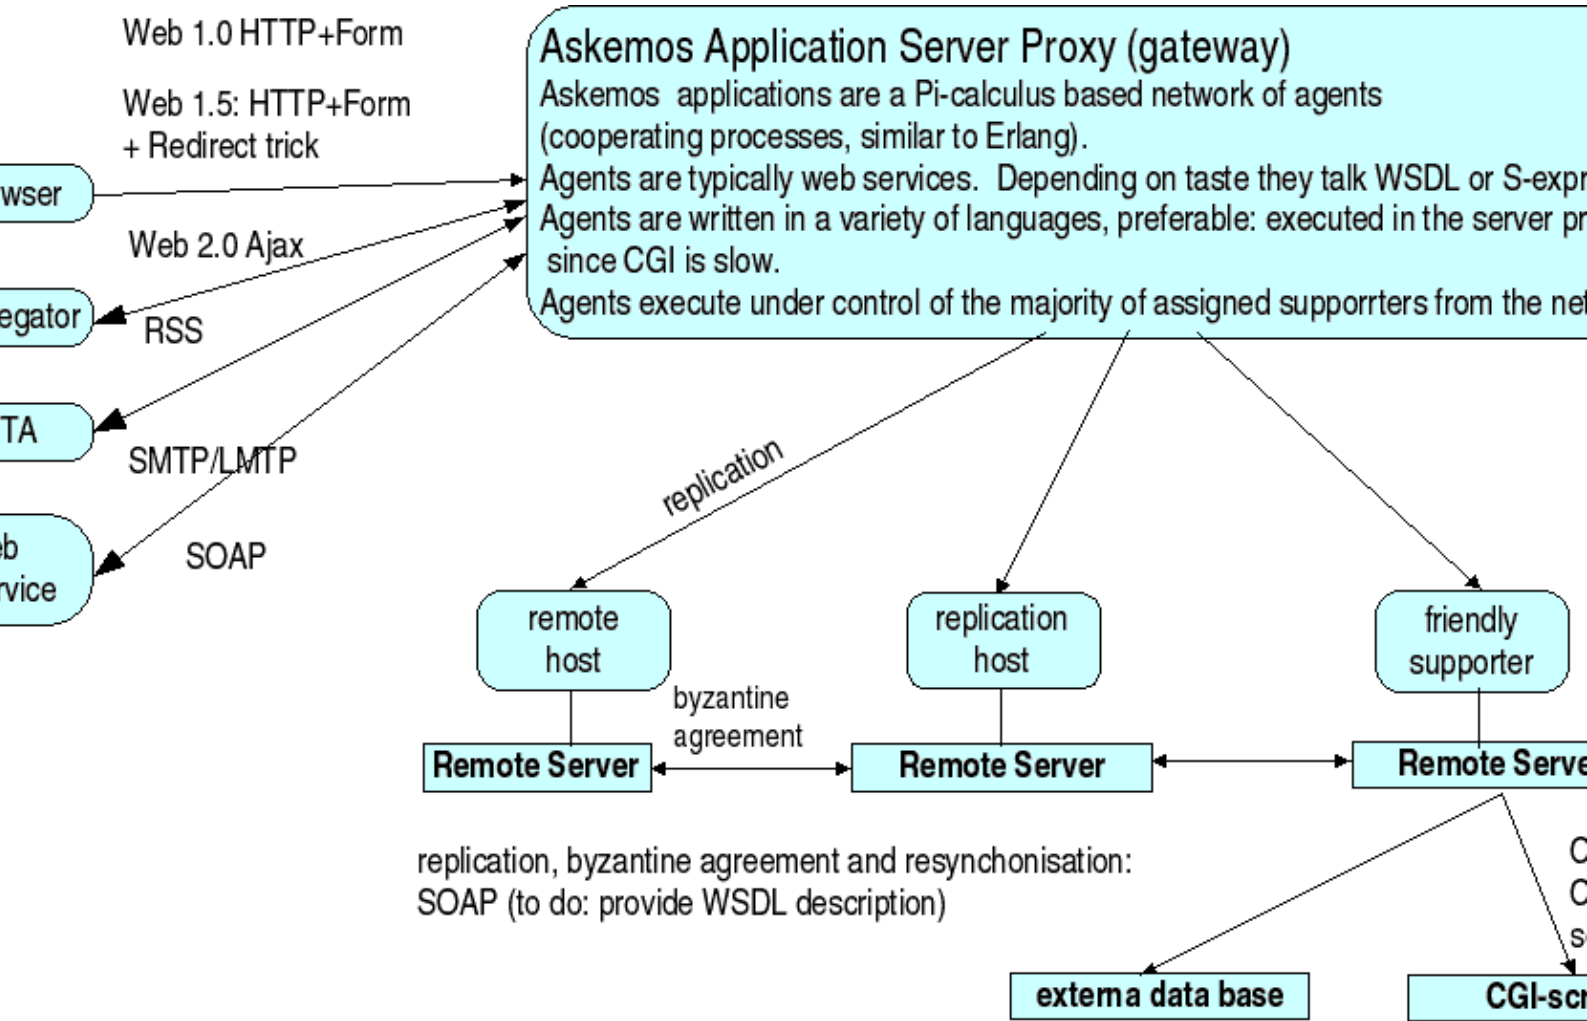 Web 1.0 HTTP+Form
Web 1.5: HTTP+Form
+ Redirect trick
wser
Web 2.0 Ajax
egator
RSS
TA
SMTP/LMTP
eb
rvice
SOAP
Askemos Application Server Proxy (gateway)
Askemos applications are a Pi-calculus based network of agents
(cooperating processes, similar to Erlang).
Agents are typically web services. Depending on taste they talk WSDL or S-expr
Agents are written in a variety of languages, preferable: executed in the server pr
since CGI is slow.
Agents execute under control of the majority of assigned supporrters from the net
replication
remote
host
replication
host
friendly
supporter
byzantine
agreement
Remote Server
Remote Server
Remote Serve
replication, byzantine agreement and resynchonisation:
SOAP (to do: provide WSDL description)
externa data base
CGI-scr